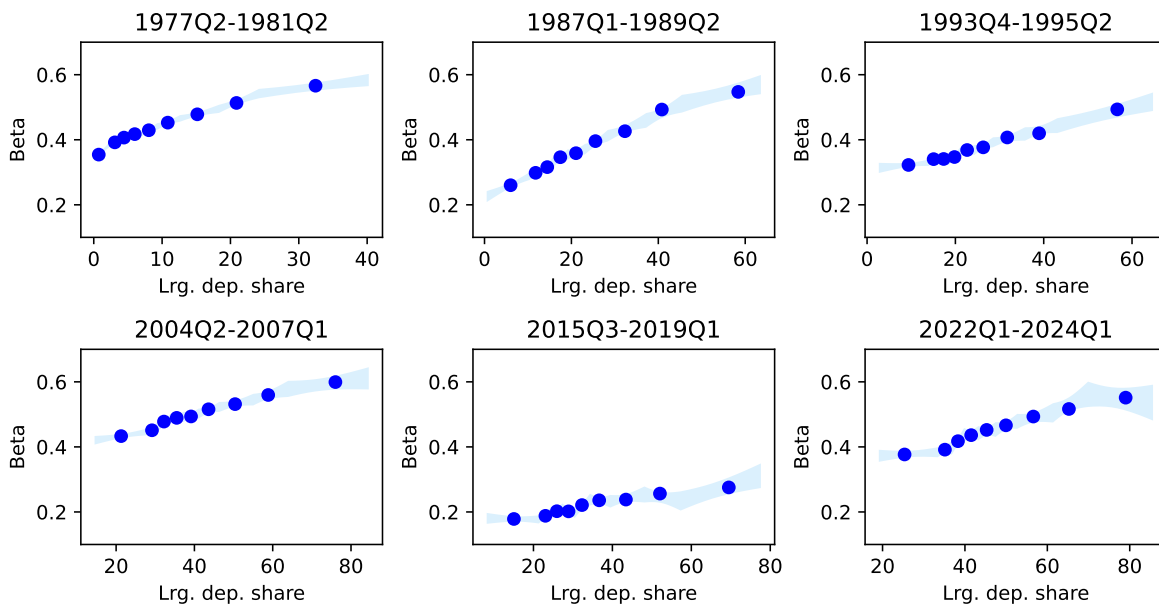 1977Q2-1981Q2
0.6
0.4
0.2
Beta
0 10 20 30 40
Lrg. dep. share
1987Q1-1989Q2
0.6
0.4
0.2
Beta
0 20 40 60
Lrg. dep. share
1993Q4-1995Q2
0.6
0.4
0.2
Beta
0 20 40 60
Lrg. dep. share
2004Q2-2007Q1
0.6
0.4
0.2
Beta
20 40 60 80
Lrg. dep. share
2015Q3-2019Q1
0.6
0.4
0.2
Beta
20 40 60 80
Lrg. dep. share
2022Q1-2024Q1
0.6
0.4
0.2
Beta
20 40 60 80
Lrg. dep. share